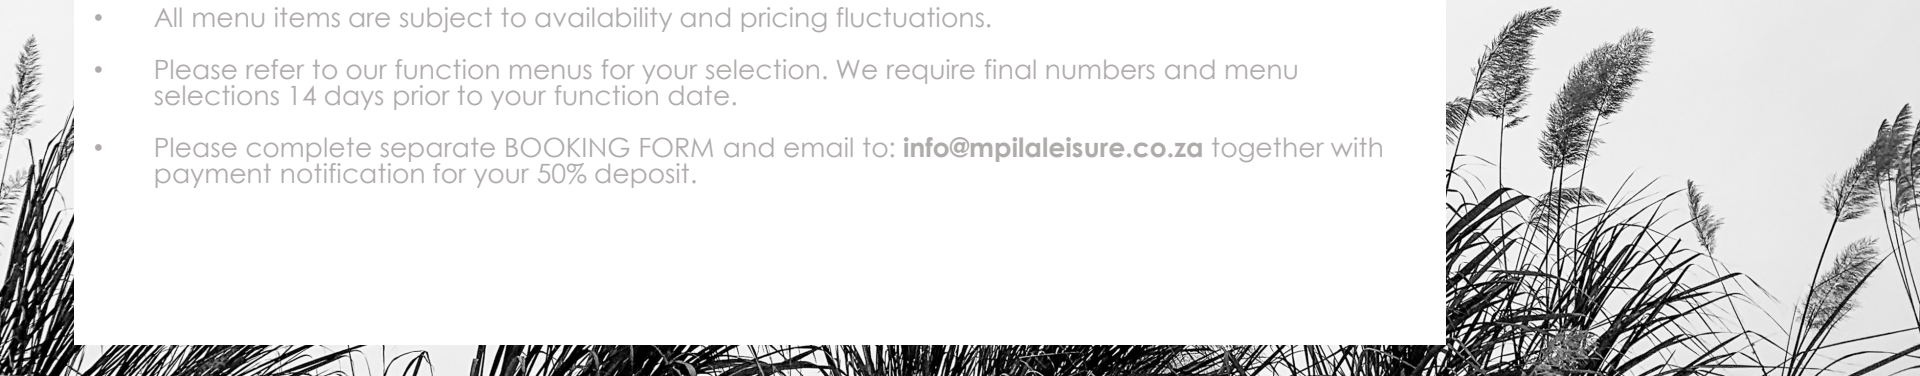 • All menu items are subject to availability and pricing fluctuations.
• Please refer to our function menus for your selection. We require final numbers and menu
selections 14 days prior to your function date.
• Please complete separate BOOKING FORM and email to: info@mpilaleisure.co.za together with
payment notification for your 50% deposit.